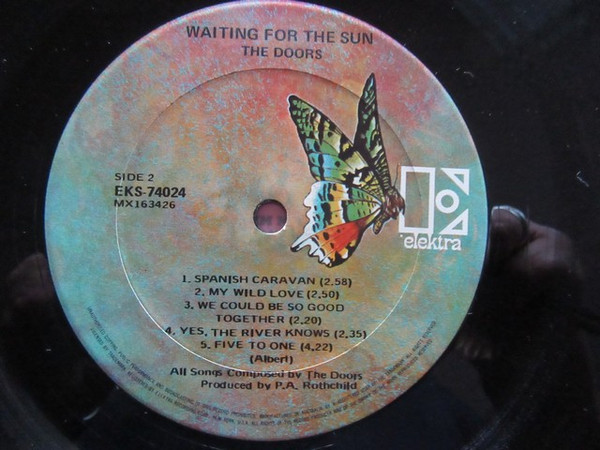 WAITING FOR THE SUN
THE DOORS
SIDE 2
EKS-74024
MX163426
elektra
1. SPANISH CARAVAN (2.58)
2. MY WILD LOVE (2.50)
3. WE COULD BE SO GOOD
TOGETHER (2.20)
4. YES, THE RIVER KNOWS (2.35)
5. FIVE TO ONE (4.22)
(Albert)
All Songs Composed by The Doors
Produced by P.A. Rothchild